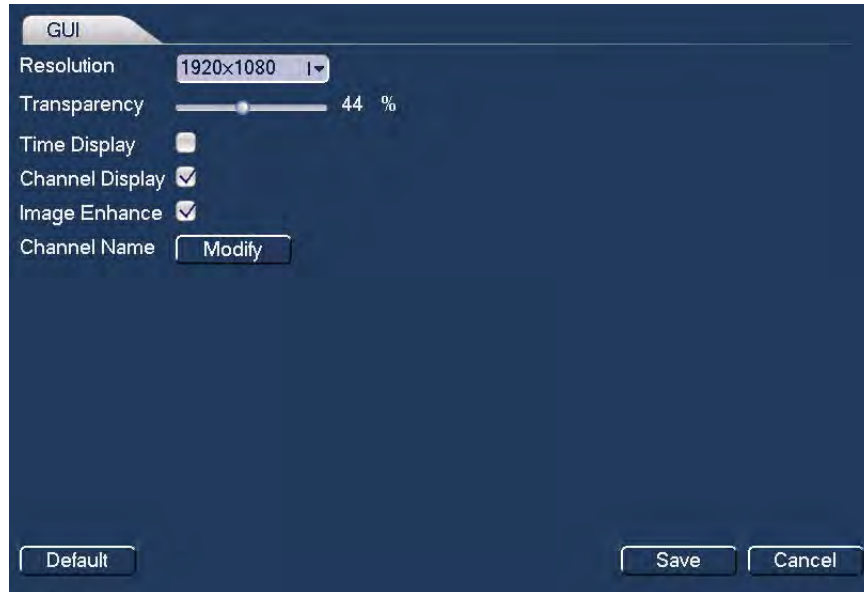 GUI
Resolution 1920×1080
Transparency 44 %
Time Display
Channel Display
Image Enhance
Channel Name Modify
Default Save Cancel